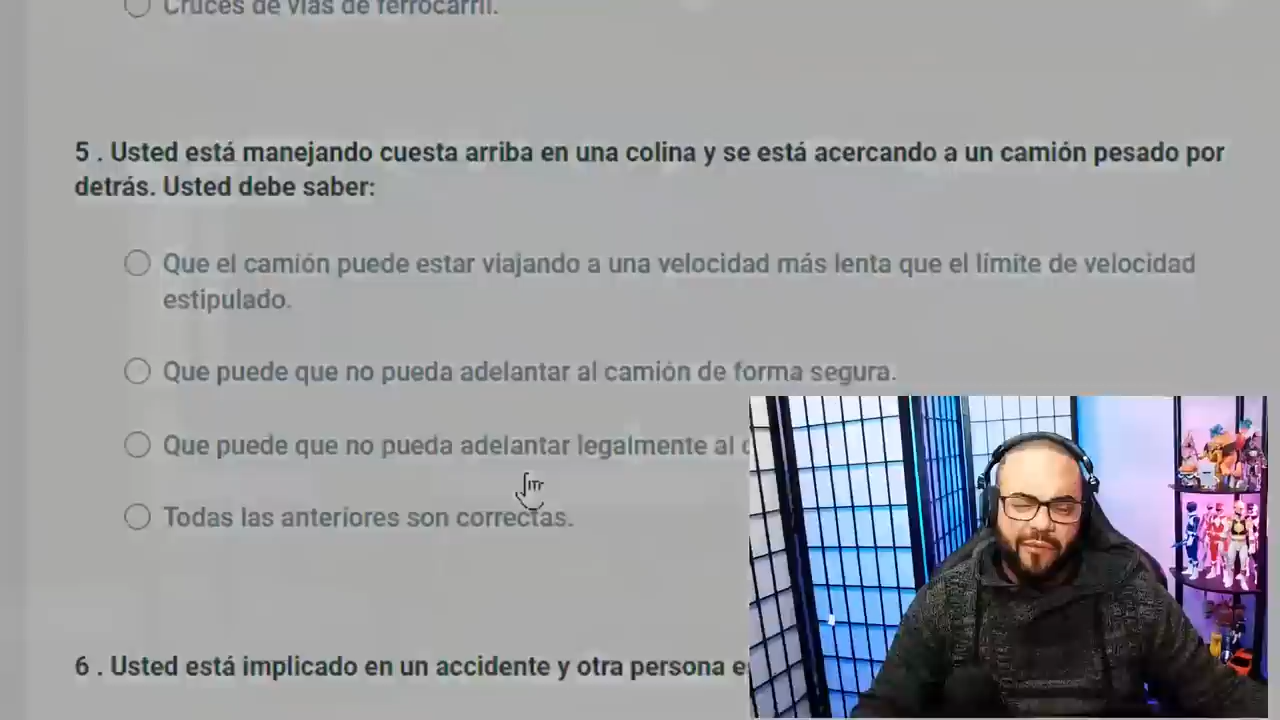 Cruces de vías de ferrocarril.
5 . Usted está manejando cuesta arriba en una colina y se está acercando a un camión pesado por
detrás. Usted debe saber:
Que el camión puede estar viajando a una velocidad más lenta que el límite de velocidad
estipulado.
Que puede que no pueda adelantar al camión de forma segura.
Que puede que no pueda adelantar legalmente al
Todas las anteriores son correctas.
6 . Usted está implicado en un accidente y otra persona